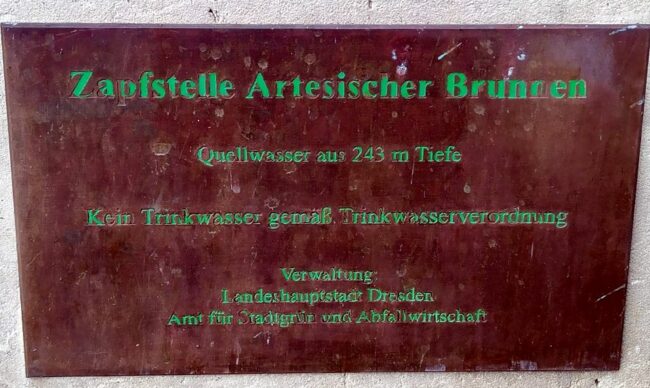 Zapfstelle Artesischer Brunnen
Quellwasser aus 243 m Tiefe
Kein Trinkwasser gemäß Trinkwasserverordnung
Verwaltung:
Landeshauptstadt Dresden
Amt für Stadtgrün und Abfallwirtschaft